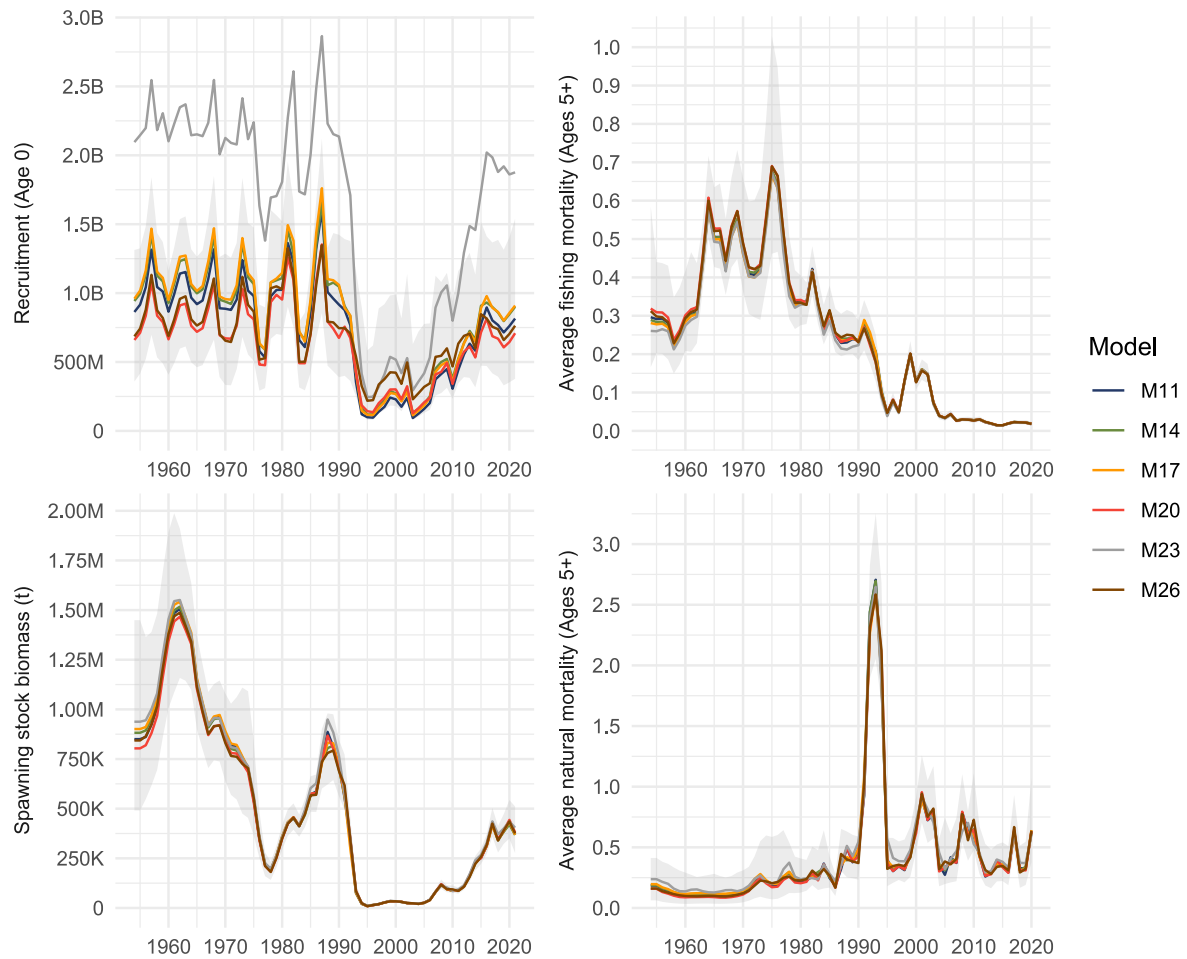 Recruitment (Age 0)
3.0B
2.5B
2.0B
1.5B
1.0B
500M
0
1960 1970 1980 1990 2000 2010 2020
Average fishing mortality (Ages 5+)
1.0
0.9
0.8
0.7
0.6
0.5
0.4
0.3
0.2
0.1
0.0
1960 1970 1980 1990 2000 2010 2020
Spawning stock biomass (t)
2.00M
1.75M
1.50M
1.25M
1.00M
750K
500K
250K
0
1960 1970 1980 1990 2000 2010 2020
Average natural mortality (Ages 5+)
3.0
2.5
2.0
1.5
1.0
0.5
0.0
1960 1970 1980 1990 2000 2010 2020
Model
M11
M14
M17
M20
M23
M26